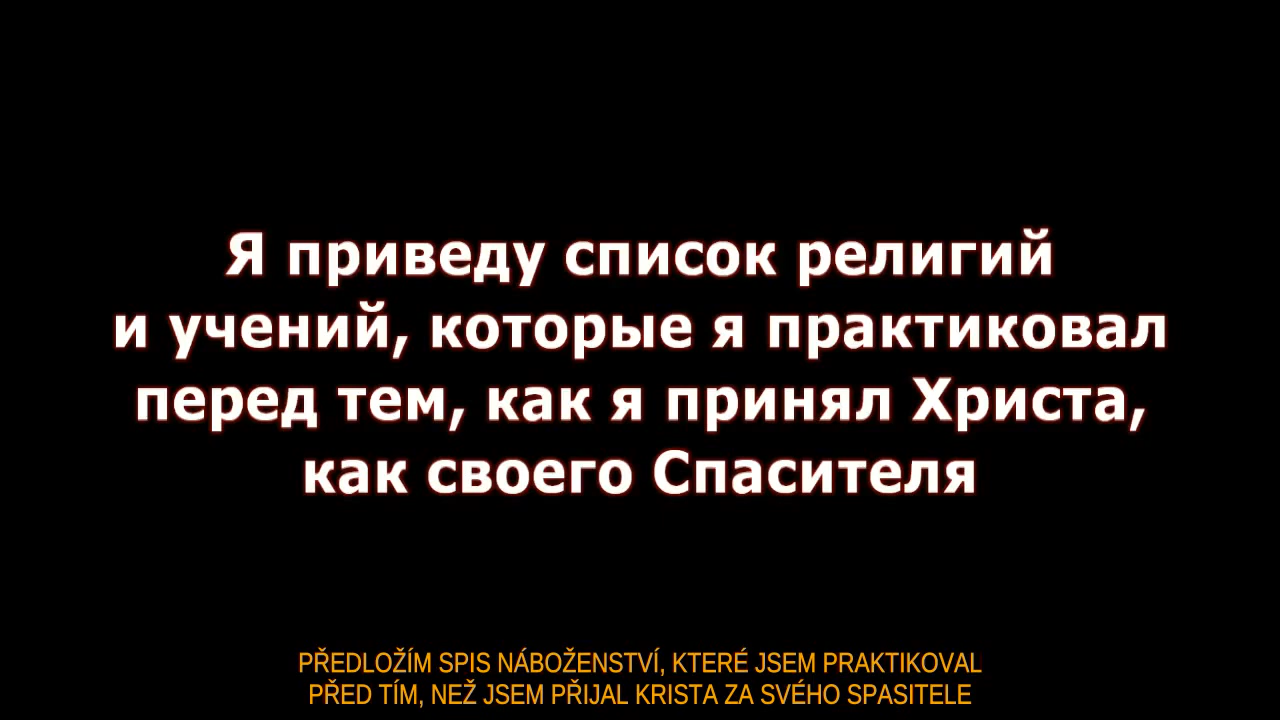 Я приведу список религий
и учений, которые я практиковал
перед тем, как я принял Христа,
как своего Спасителя
PŘEDLOŽÍM SPIS NÁBOŽENSTVÍ, KTERÉ JSEM PRAKTIKOVAL
PŘED TÍM, NEŽ JSEM PŘIJAL KRISTA ZA SVÉHO SPASITELE